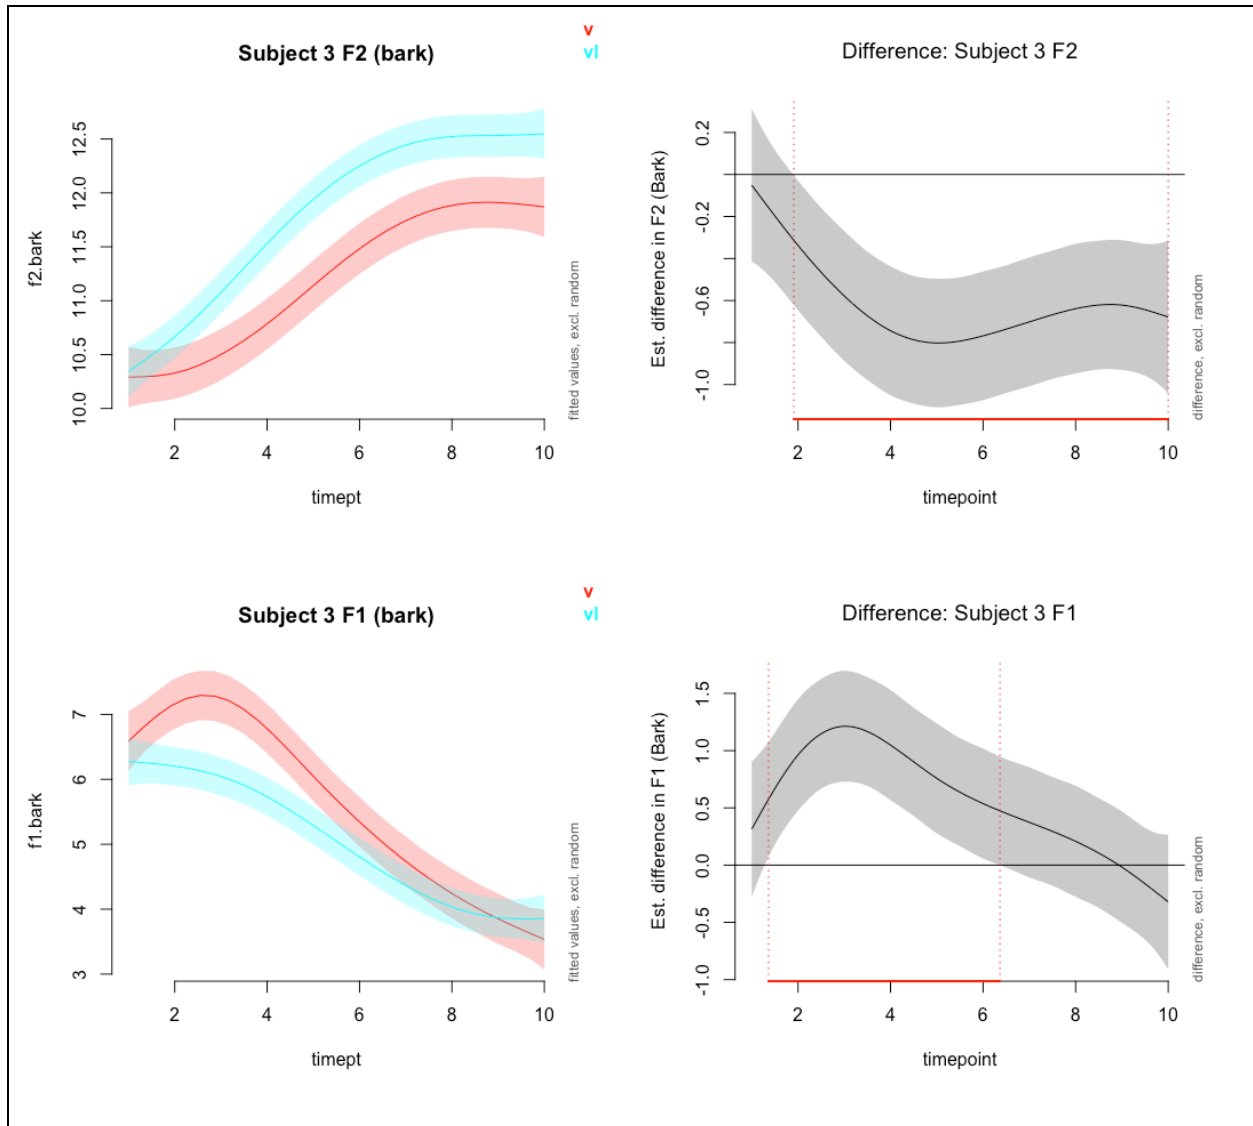 v
vl
Subject 3 F2 (bark)
f2.bark
10.0 10.5 11.0 11.5 12.0 12.5
2 4 6 8 10
timept
fitted values, excl. random
Difference: Subject 3 F2
Est. difference in F2 (Bark)
-1.0 -0.6 -0.2 0.2
2 4 6 8 10
timepoint
difference, excl. random
v
vl
Subject 3 F1 (bark)
f1.bark
3 4 5 6 7
2 4 6 8 10
timept
fitted values, excl. random
Difference: Subject 3 F1
Est. difference in F1 (Bark)
-1.0 -0.5 0.0 0.5 1.0 1.5
2 4 6 8 10
timepoint
difference, excl. random